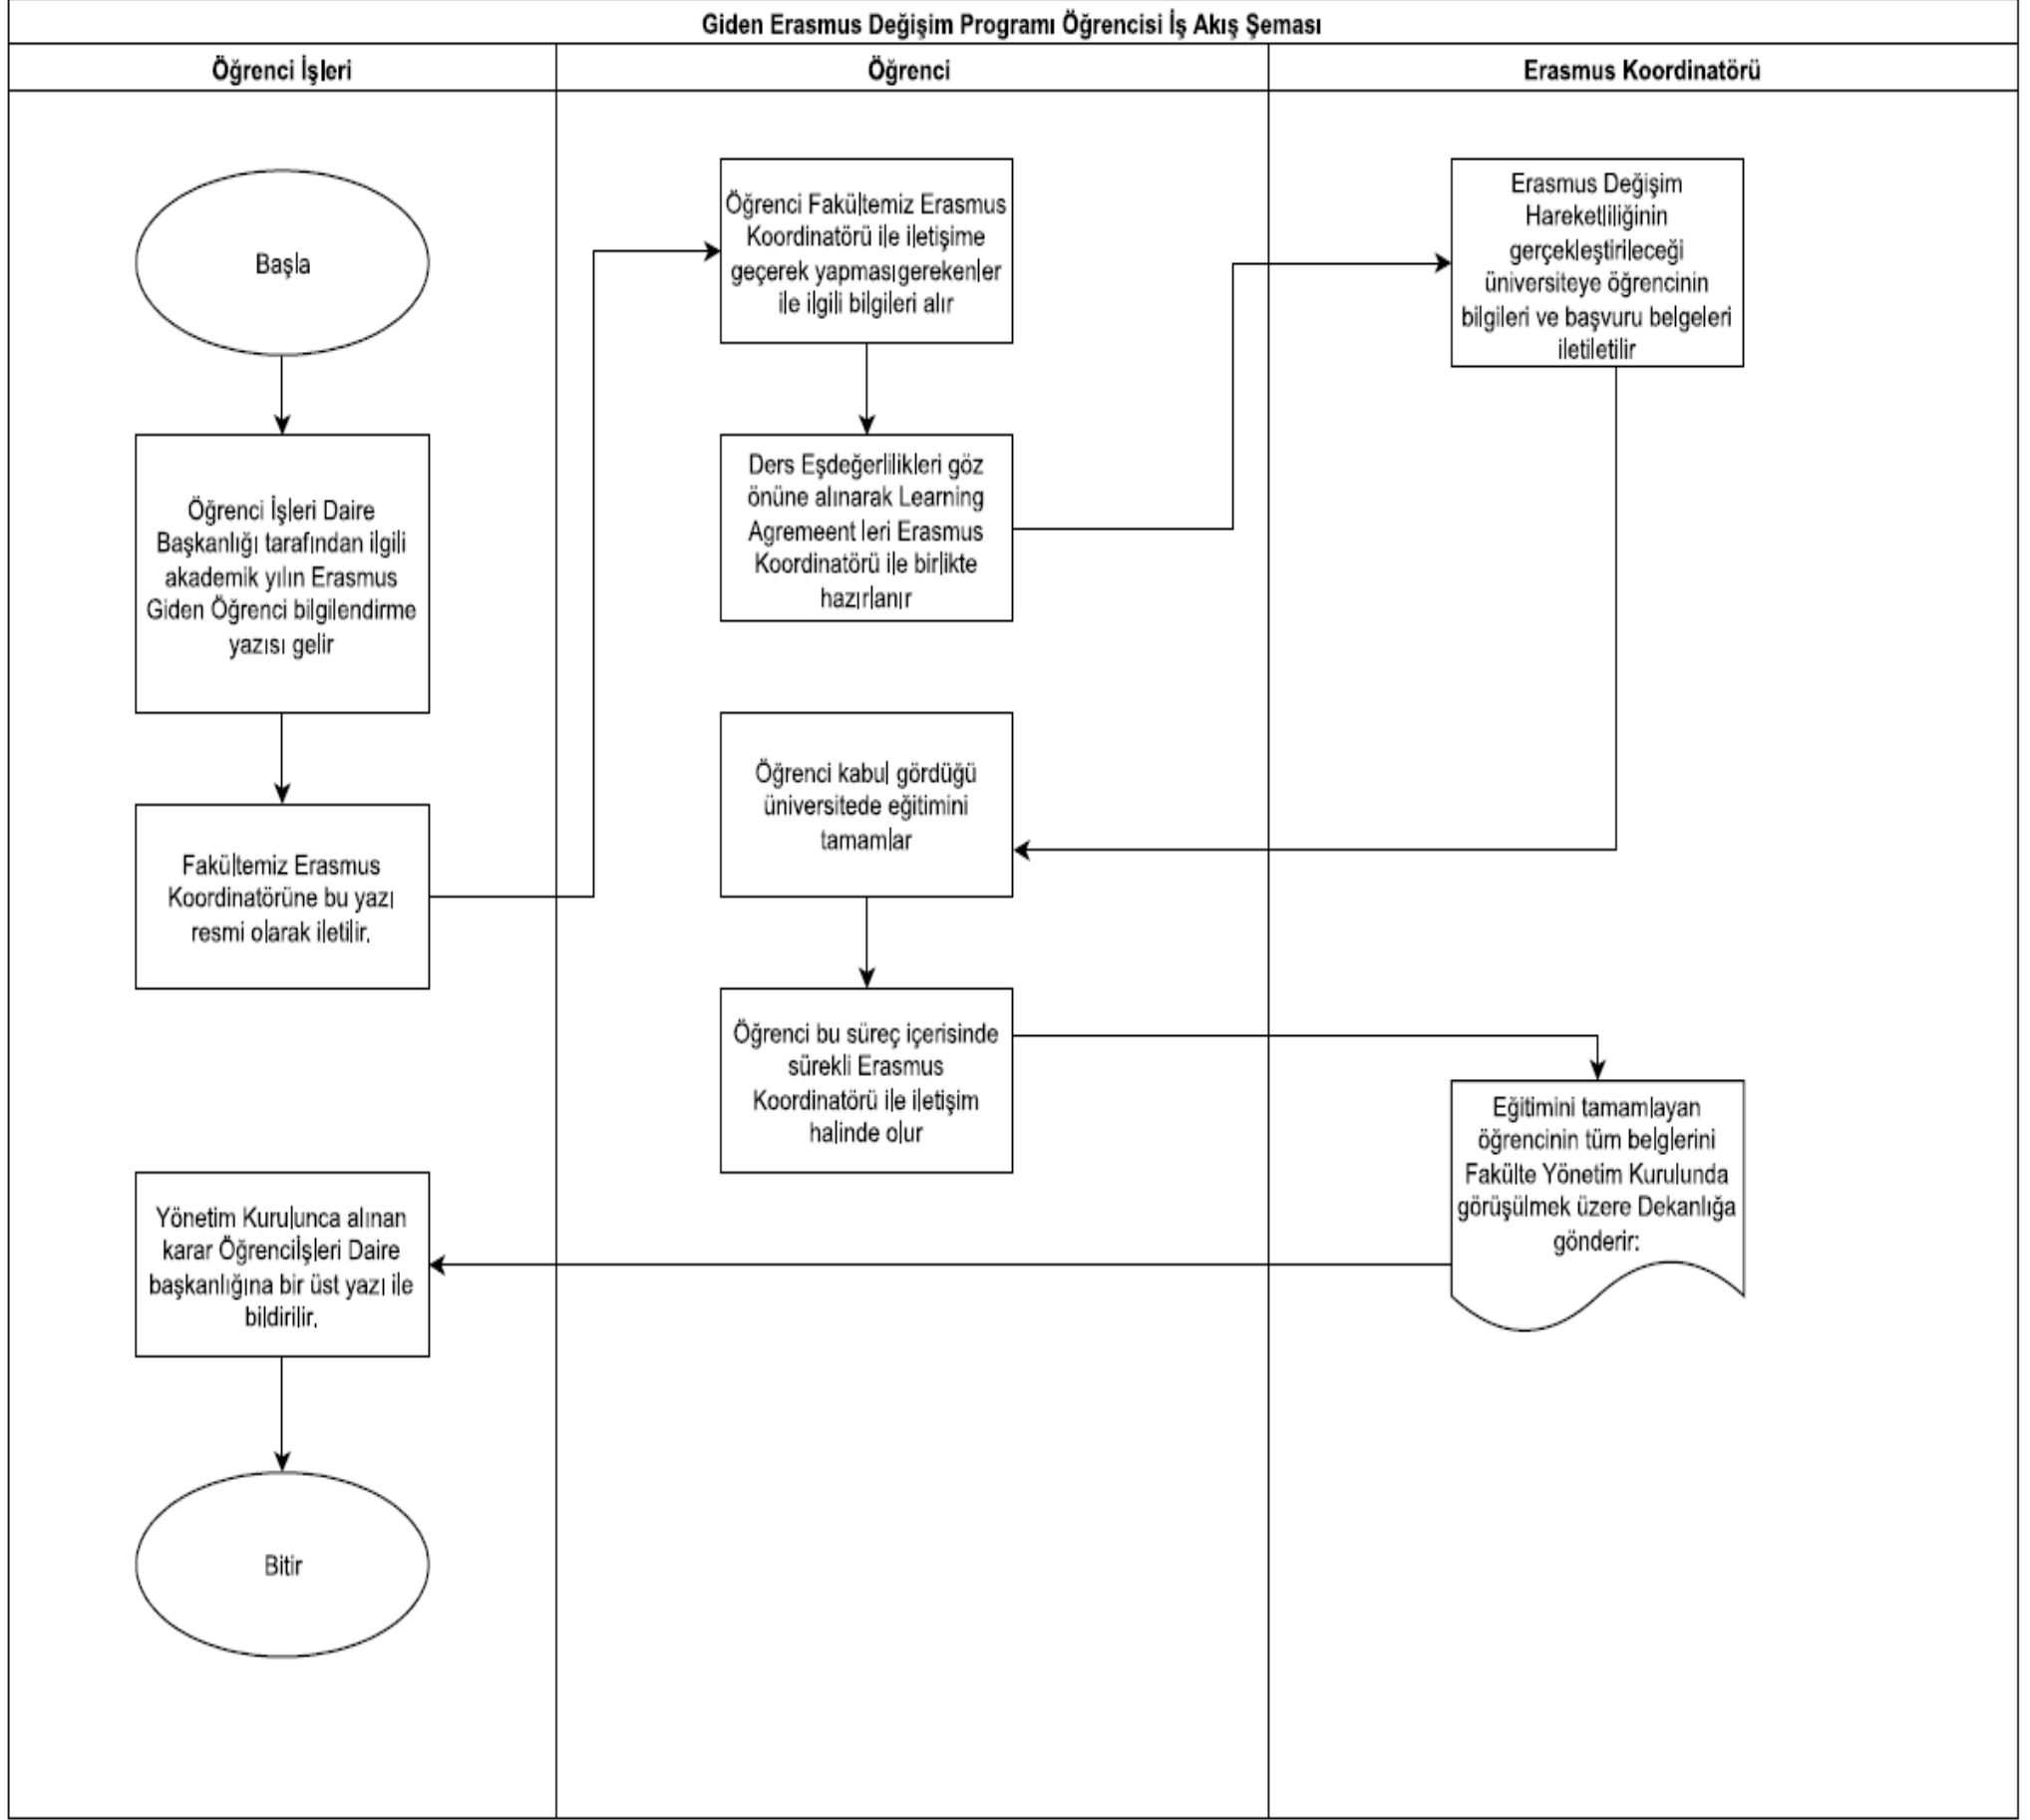 Giden Erasmus Değişim Programı Öğrencisi İş Akış Şeması
Öğrenci İşleri
Öğrenci
Erasmus Koordinatörü
Başla
Öğrenci İşleri Daire
Başkanlığı tarafından ilgili
akademik yılın Erasmus
Giden Öğrenci bilgilendirme
yazısı gelir
Fakültemiz Erasmus
Koordinatörüne bu yazı
resmi olarak iletilir.
Öğrenci Fakültemiz Erasmus
Koordinatörü ile iletişime
geçerek yapması gerekenler
ile ilgili bilgileri alır
Ders Eşdeğerlilikleri göz
önüne alınarak Learning
Agremeent leri Erasmus
Koordinatörü ile birlikte
hazırlanır
Erasmus Değişim
Hareketliliğinin
gerçekleştirileceği
üniversiteye öğrencinin
bilgileri ve başvuru belgeleri
iletiletilir
Öğrenci kabul gördüğü
üniversitede eğitimini
tamamlar
Öğrenci bu süreç içerisinde
sürekli Erasmus
Koordinatörü ile iletişim
halinde olur
Eğitimini tamamlayan
öğrencinin tüm belglerini
Fakülte Yönetim Kurulunda
görüşülmek üzere Dekanlığa
gönderir:
Yönetim Kurulunca alınan
karar Öğrenciİşleri Daire
başkanlığına bir üst yazı ile
bildirilir.
Bitir